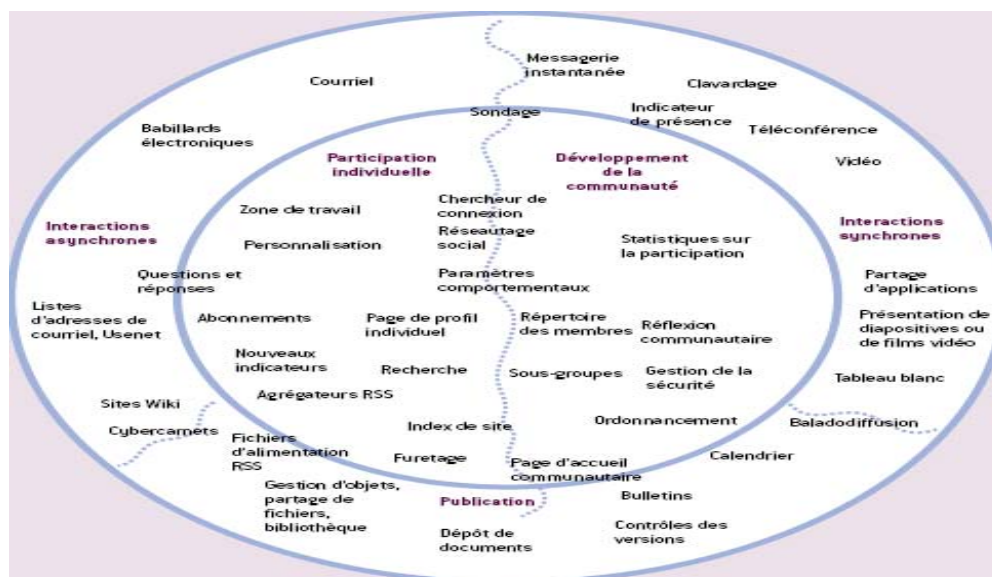 Messagerie
instantanée
Courriel
Clavardage
Sondage
Indicateur
de présence
Babillards
électroniques
Téléconférence
Vidéo
Participation
individuelle
Développement
de la
communauté
Zone de travail
Chercheur de
connexion
Interactions
asynchrones
Interactions
synchrones
Personnalisation
Réseautage
social
Statistiques sur
la participation
Questions et
réponses
Paramètres
comportementaux
Partage
d'applications
Listes
d'adresses de
courriel, Usenet
Abonnements
Page de profil
individuel
Répertoire
des membres
Réflexion
communautaire
Présentation de
diapositives ou
de films vidéo
Nouveaux
indicateurs
Recherche
Sous-groupes
Gestion de la
sécurité
Tableau blanc
Agrégateurs RSS
Sites Wiki
Cybercarnets
Index de site
Ordonnancement
Baladodiffusion
Fichiers
d'alimentation
RSS
Furetage
Page d'accueil
communautaire
Calendrier
Gestion d'objets,
partage de
fichiers,
bibliothèque
Publication
Bulletins
Dépôt de
documents
Contrôles des
versions